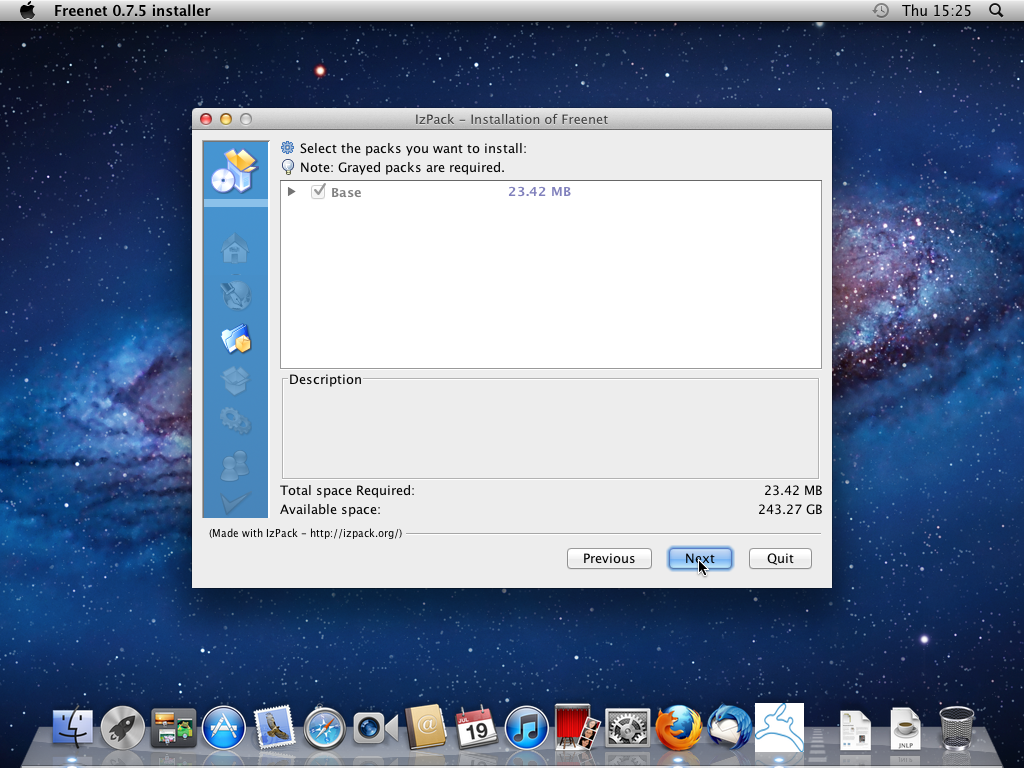 Freenet 0.7.5 installer
Thu 15:25
IzPack – Installation of Freenet
Select the packs you want to install:
Note: Grayed packs are required.
Base 23.42 MB
Description
Total space Required: 23.42 MB
Available space: 243.27 GB
(Made with IzPack – http://izpack.org/)
Previous Next Quit
JUL
19
JNLP